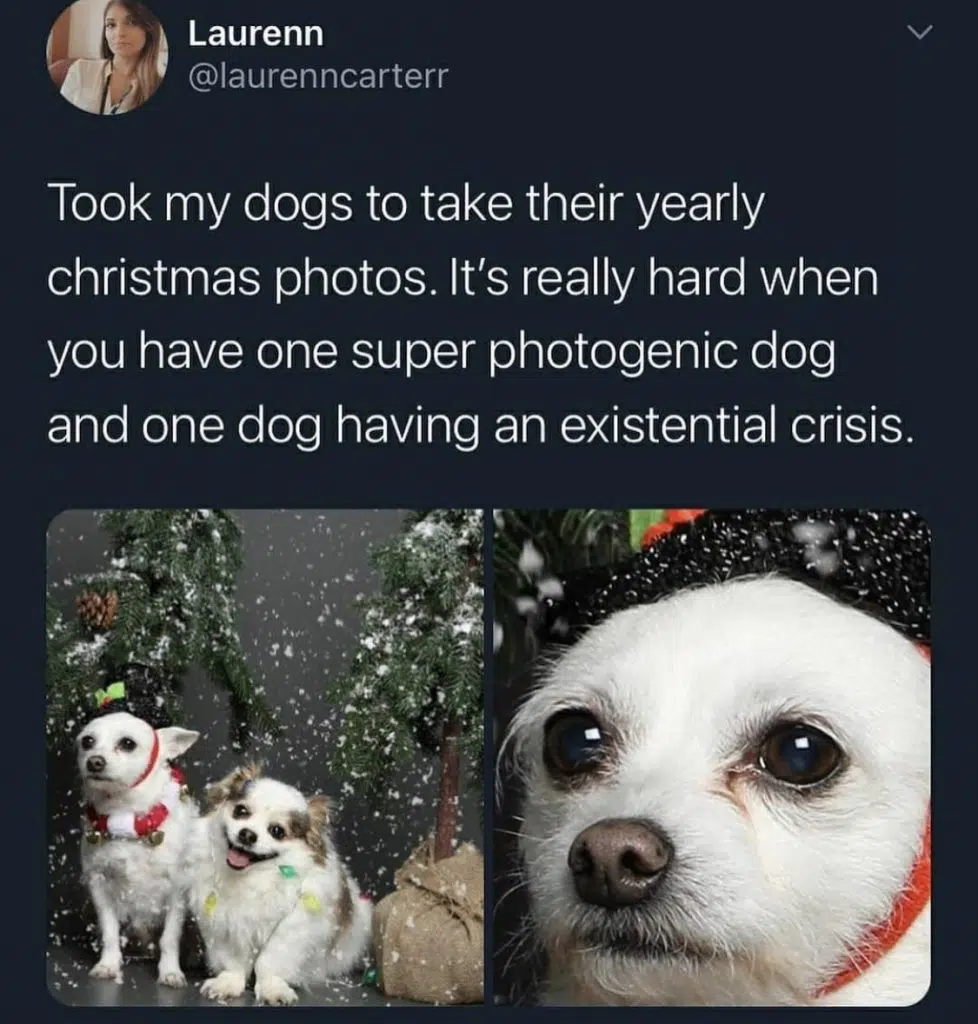 Laurenn
@laurenncarterr
Took my dogs to take their yearly
christmas photos. It's really hard when
you have one super photogenic dog
and one dog having an existential crisis.